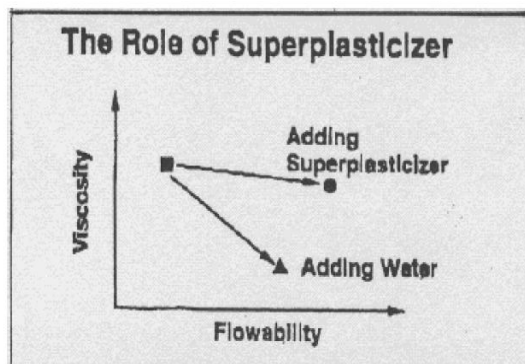 The Role of Superplasticizer
Adding
Superplasticizer
Viscosity
Adding Water
Flowability